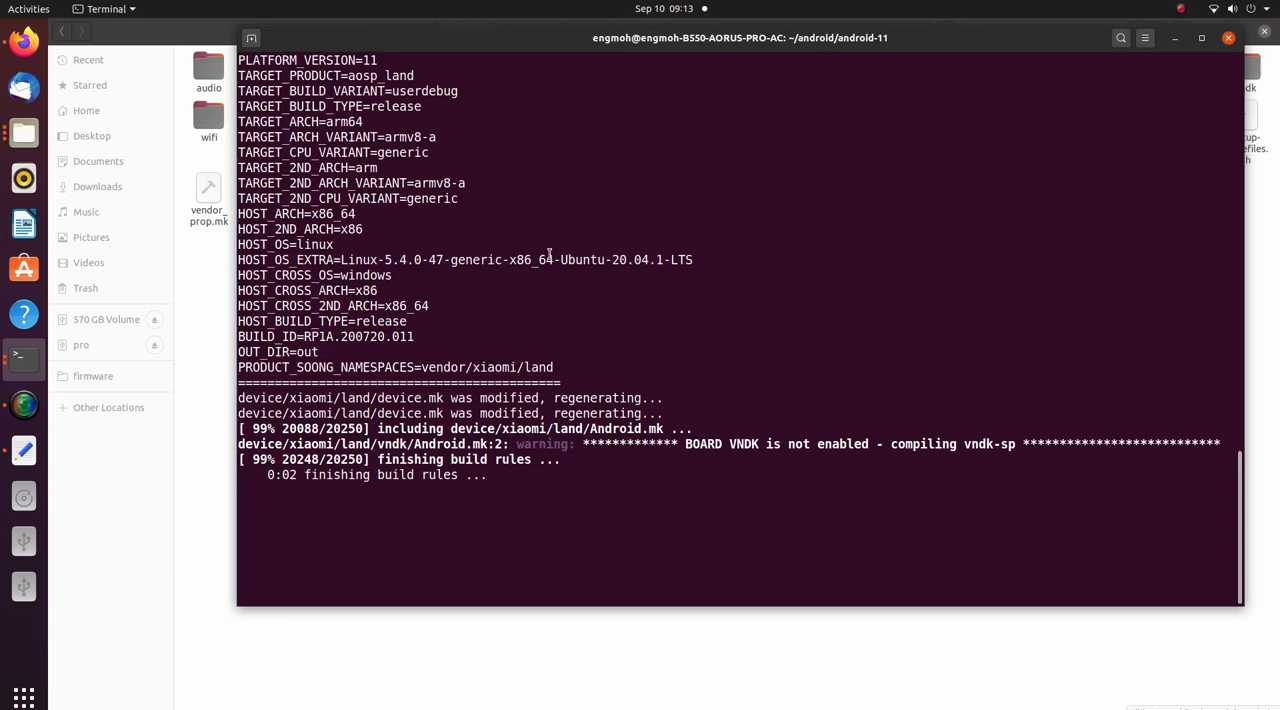 Activities
Terminal
Sep 10 09:13
engmoh@engmoh-B550-AORUS-PRO-AC: ~/android/android-11
Recent
Starred
Home
Desktop
Documents
Downloads
Music
Pictures
Videos
Trash
570 GB Volume
pro
firmware
Other Locations
audio
wifi
vendor_
prop.mk
PLATFORM_VERSION=11
TARGET_PRODUCT=aosp_land
TARGET_BUILD_VARIANT=userdebug
TARGET_BUILD_TYPE=release
TARGET_ARCH=arm64
TARGET_ARCH_VARIANT=armv8-a
TARGET_CPU_VARIANT=generic
TARGET_2ND_ARCH=arm
TARGET_2ND_ARCH_VARIANT=armv8-a
TARGET_2ND_CPU_VARIANT=generic
HOST_ARCH=x86_64
HOST_2ND_ARCH=x86
HOST_OS=linux
HOST_OS_EXTRA=Linux-5.4.0-47-generic-x86_64-Ubuntu-20.04.1-LTS
HOST_CROSS_OS=windows
HOST_CROSS_ARCH=x86
HOST_CROSS_2ND_ARCH=x86_64
HOST_BUILD_TYPE=release
BUILD_ID=RP1A.200720.011
OUT_DIR=out
PRODUCT_SOONG_NAMESPACES=vendor/xiaomi/land
============================================
device/xiaomi/land/device.mk was modified, regenerating...
device/xiaomi/land/device.mk was modified, regenerating...
[ 99% 20088/20250] including device/xiaomi/land/Android.mk ...
device/xiaomi/land/vndk/Android.mk:2: warning: ************* BOARD VNDK is not enabled - compiling vndk-sp ***************************
[ 99% 20248/20250] finishing build rules ...
0:02 finishing build rules ...